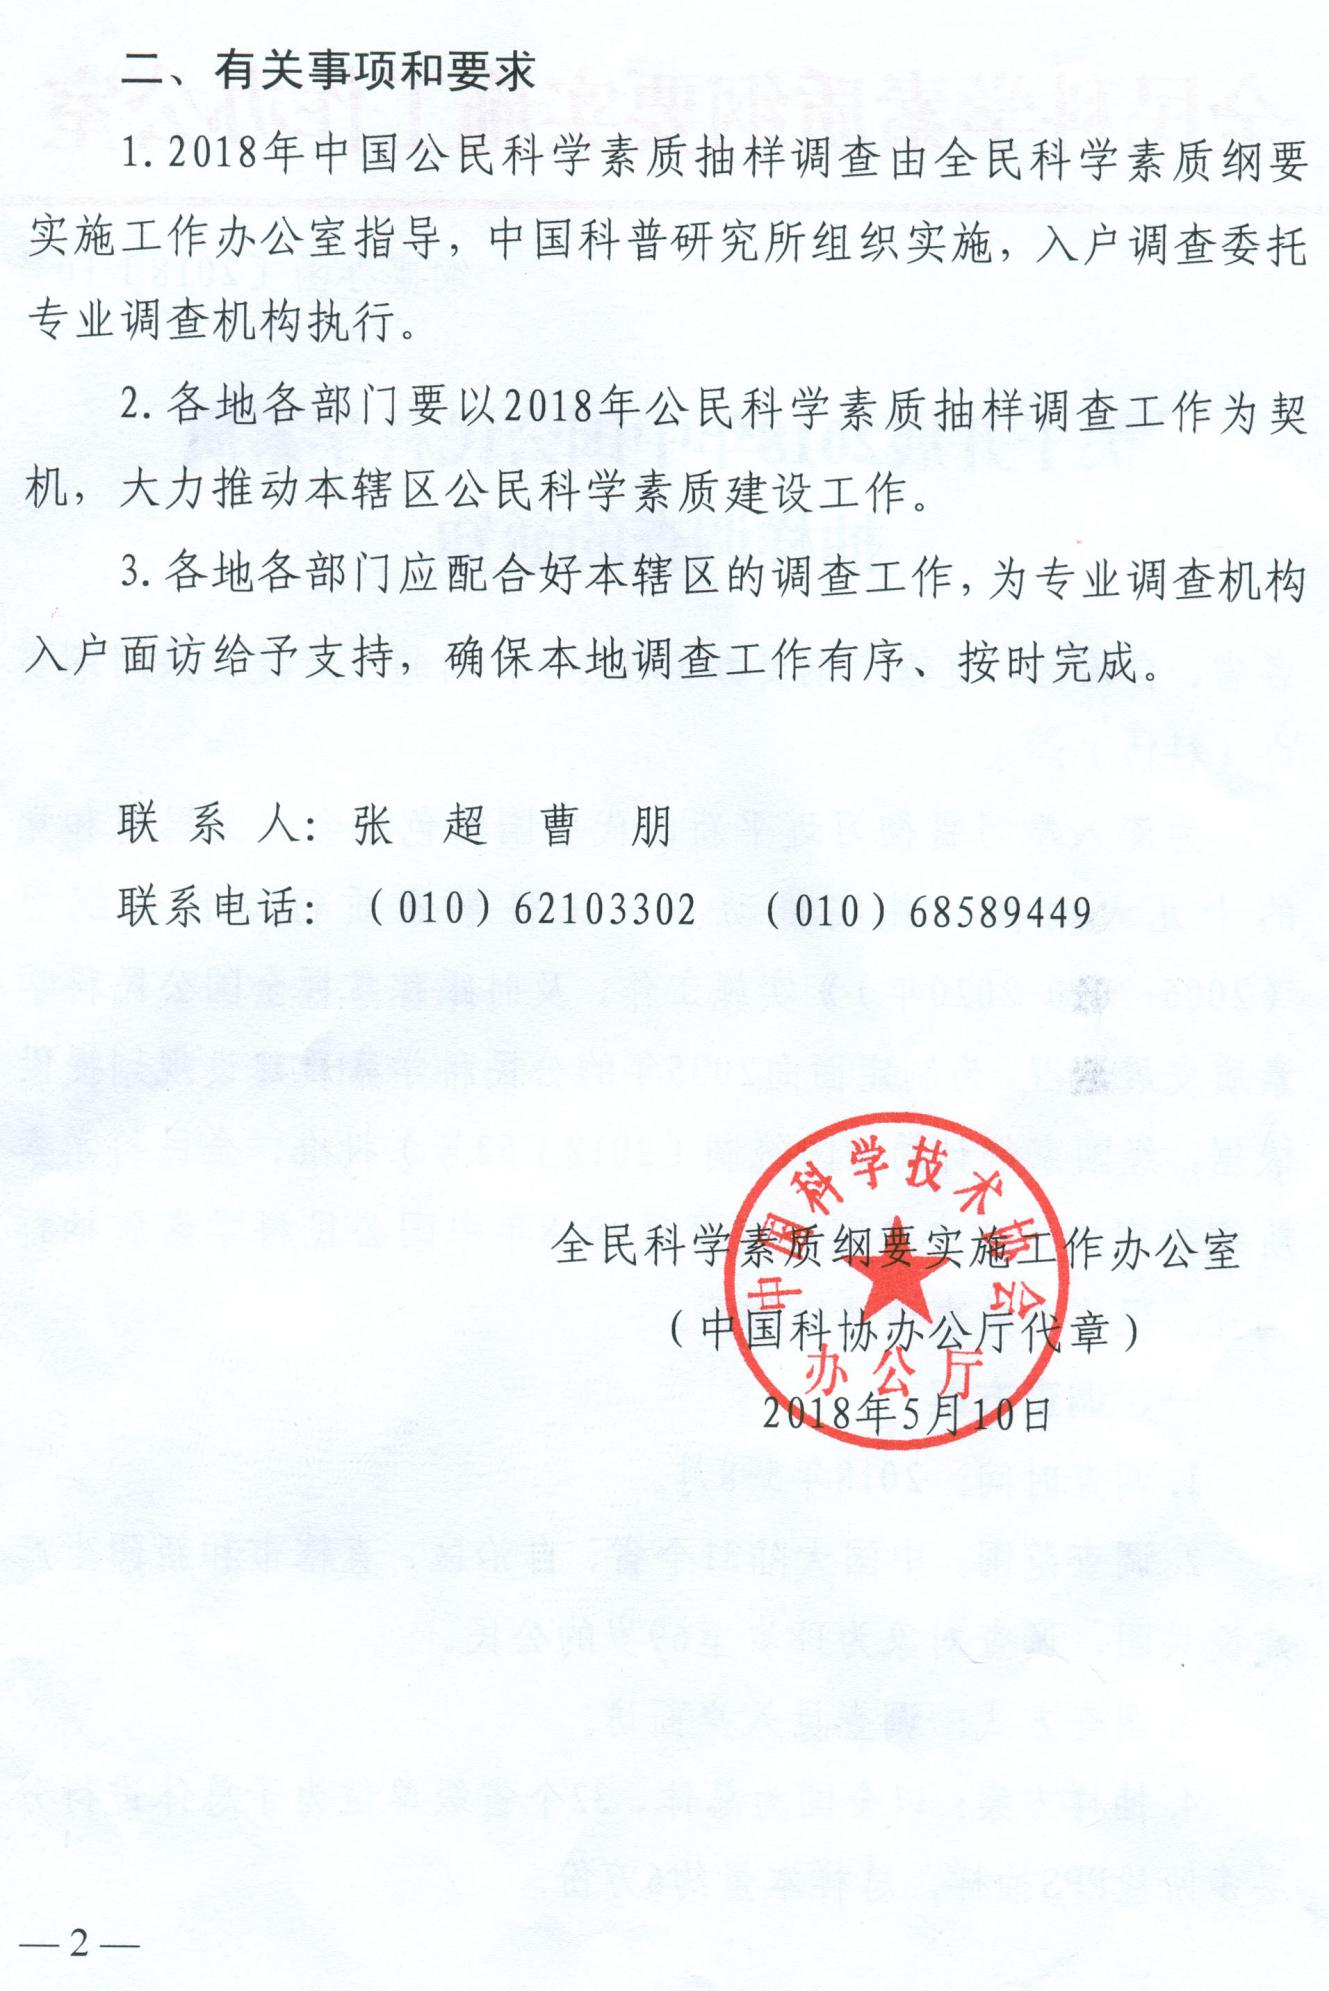 二、有关事项和要求
1.2018年中国公民科学素质抽样调查由全民科学素质纲要
实施工作办公室指导，中国科普研究所组织实施，入户调查委托
专业调查机构执行。
2.各地各部门要以2018年公民科学素质抽样调查工作为契
机，大力推动本辖区公民科学素质建设工作。
3.各地各部门应配合好本辖区的调查工作，为专业调查机构
入户面访给予支持，确保本地调查工作有序、按时完成。
联 系 人：张 超 曹 朋
联系电话：（010）62103302 （010）68589449
中国科学技术协会
全民科学素质纲要实施工作办公室
（中国科协办公厅代章）
办公厅
2018年5月10日
— 2 —